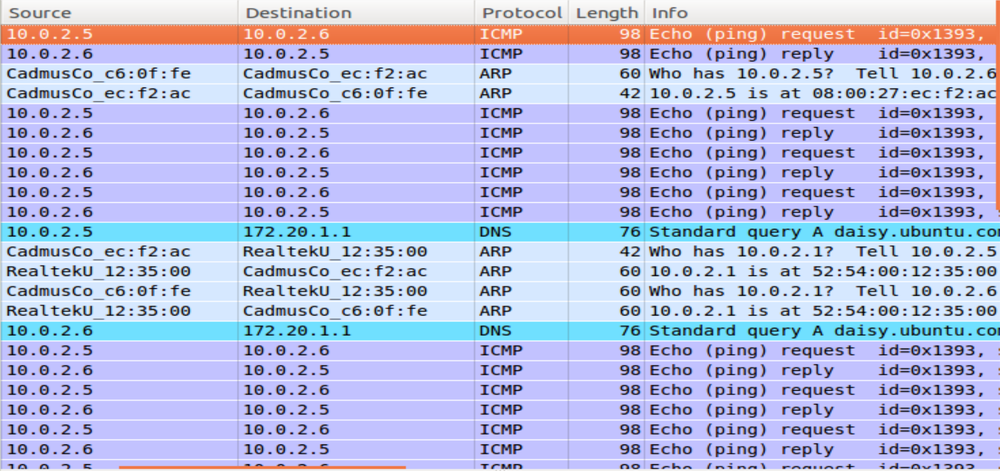 Source Destination Protocol Length Info
10.0.2.5 10.0.2.6 ICMP 98 Echo (ping) request id=0x1393,
10.0.2.6 10.0.2.5 ICMP 98 Echo (ping) reply id=0x1393,
CadmusCo_c6:0f:fe CadmusCo_ec:f2:ac ARP 60 Who has 10.0.2.5? Tell 10.0.2.6
CadmusCo_ec:f2:ac CadmusCo_c6:0f:fe ARP 42 10.0.2.5 is at 08:00:27:ec:f2:ac
10.0.2.5 10.0.2.6 ICMP 98 Echo (ping) request id=0x1393,
10.0.2.6 10.0.2.5 ICMP 98 Echo (ping) reply id=0x1393,
10.0.2.5 10.0.2.6 ICMP 98 Echo (ping) request id=0x1393,
10.0.2.6 10.0.2.5 ICMP 98 Echo (ping) reply id=0x1393,
10.0.2.5 10.0.2.6 ICMP 98 Echo (ping) request id=0x1393,
10.0.2.6 10.0.2.5 ICMP 98 Echo (ping) reply id=0x1393,
10.0.2.5 172.20.1.1 DNS 76 Standard query A daisy.ubuntu.co
CadmusCo_ec:f2:ac RealtekU_12:35:00 ARP 42 Who has 10.0.2.1? Tell 10.0.2.5
RealtekU_12:35:00 CadmusCo_ec:f2:ac ARP 60 10.0.2.1 is at 52:54:00:12:35:00
CadmusCo_c6:0f:fe RealtekU_12:35:00 ARP 60 Who has 10.0.2.1? Tell 10.0.2.6
RealtekU_12:35:00 CadmusCo_c6:0f:fe ARP 60 10.0.2.1 is at 52:54:00:12:35:00
10.0.2.6 172.20.1.1 DNS 76 Standard query A daisy.ubuntu.co
10.0.2.5 10.0.2.6 ICMP 98 Echo (ping) request id=0x1393,
10.0.2.6 10.0.2.5 ICMP 98 Echo (ping) reply id=0x1393,
10.0.2.5 10.0.2.6 ICMP 98 Echo (ping) request id=0x1393,
10.0.2.6 10.0.2.5 ICMP 98 Echo (ping) reply id=0x1393,
10.0.2.5 10.0.2.6 ICMP 98 Echo (ping) request id=0x1393,
10.0.2.6 10.0.2.5 ICMP 98 Echo (ping) reply id=0x1393,